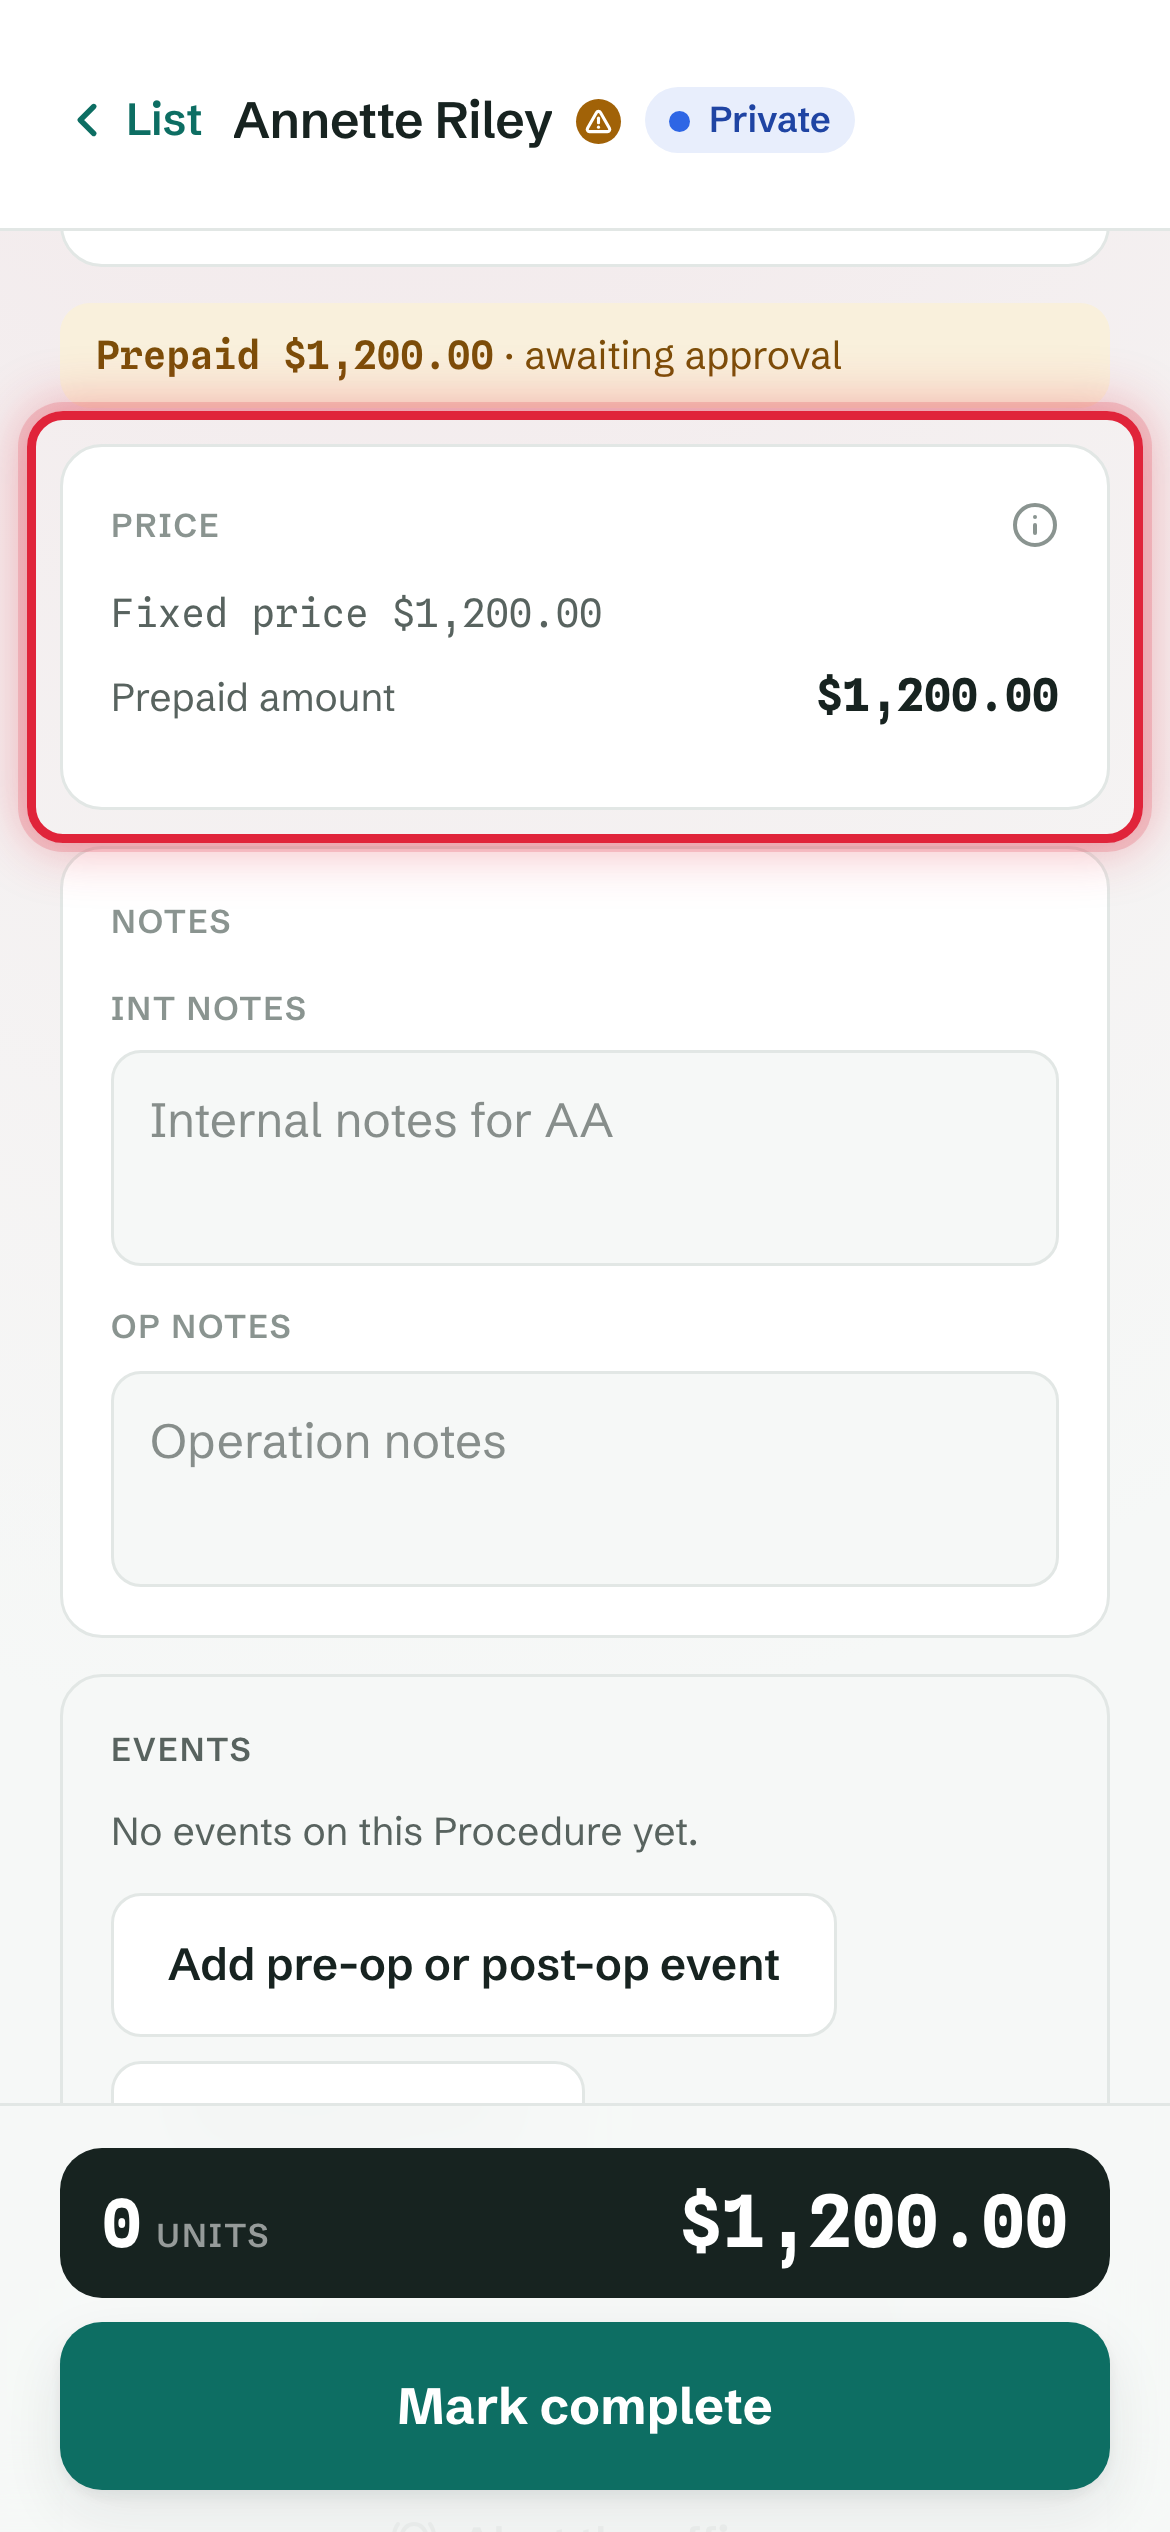 List Annette Riley Private
Prepaid $1,200.00 · awaiting approval
PRICE
Fixed price $1,200.00
Prepaid amount $1,200.00
NOTES
INT NOTES
Internal notes for AA
OP NOTES
Operation notes
EVENTS
No events on this Procedure yet.
Add pre-op or post-op event
0 UNITS $1,200.00
Mark complete